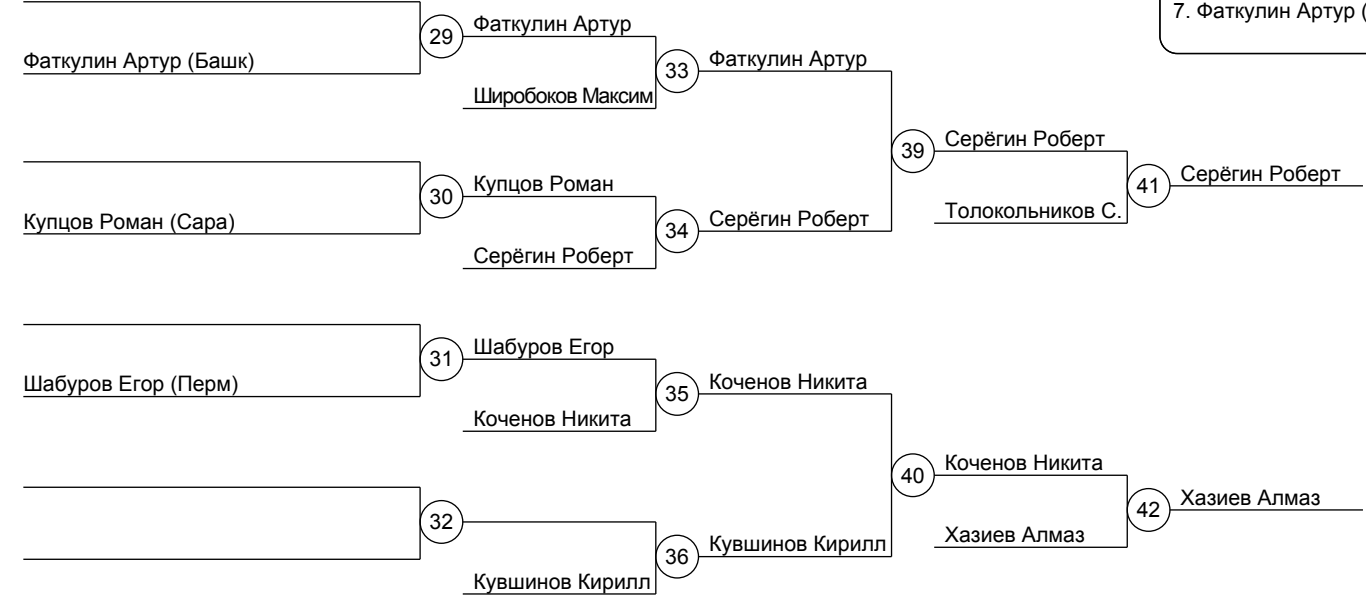 7. Фаткулин Артур (
29
Фаткулин Артур
Фаткулин Артур (Башк)
33
Фаткулин Артур
Широбоков Максим
39
Серёгин Роберт
41
Серёгин Роберт
30
Купцов Роман
Купцов Роман (Сара)
34
Серёгин Роберт
Толокольников С.
Серёгин Роберт
31
Шабуров Егор
Шабуров Егор (Перм)
35
Коченов Никита
Коченов Никита
40
Коченов Никита
42
Хазиев Алмаз
32
Хазиев Алмаз
36
Кувшинов Кирилл
Кувшинов Кирилл